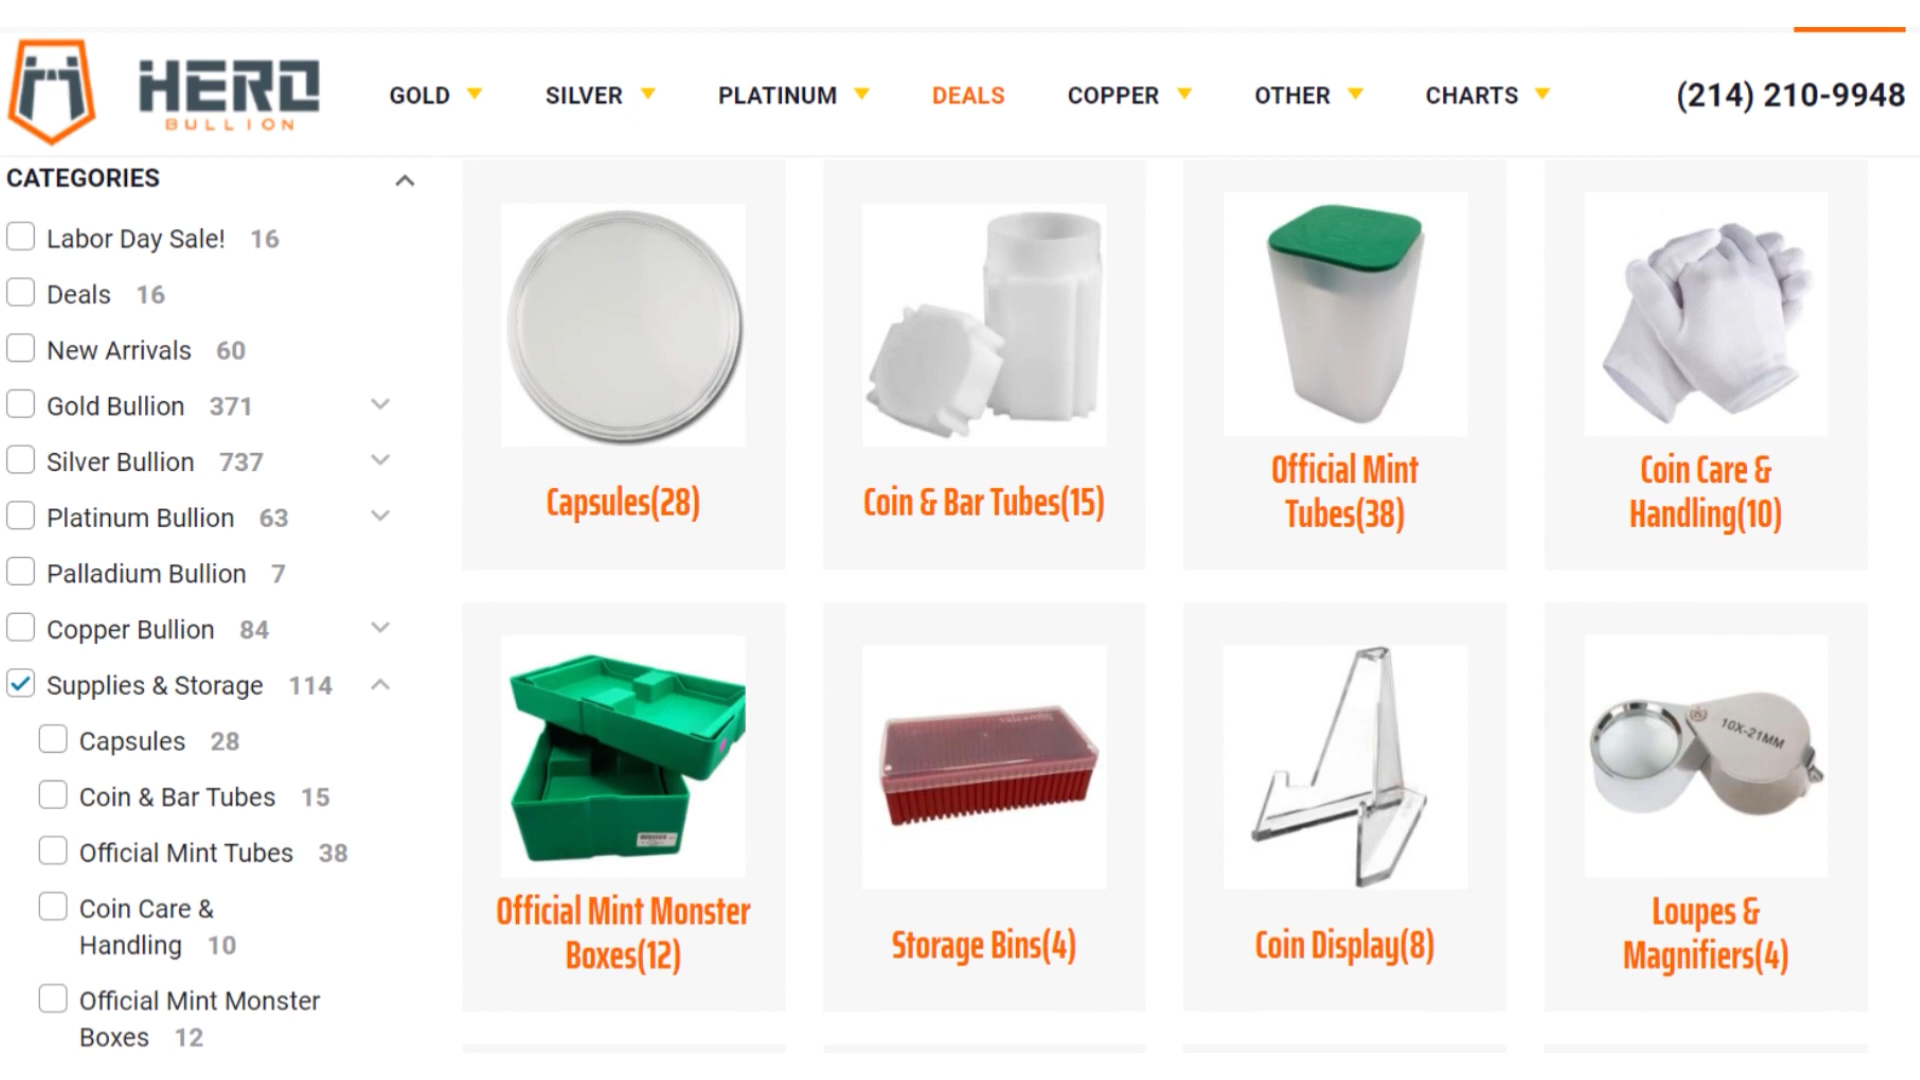 HERO
BULLION
GOLD
SILVER
PLATINUM
DEALS
COPPER
OTHER
CHARTS
(214) 210-9948
CATEGORIES
Labor Day Sale! 16
Deals 16
New Arrivals 60
Gold Bullion 371
Silver Bullion 737
Platinum Bullion 63
Palladium Bullion 7
Copper Bullion 84
Supplies & Storage 114
Capsules 28
Coin & Bar Tubes 15
Official Mint Tubes 38
Coin Care &
Handling 10
Official Mint Monster
Boxes 12
Capsules(28)
Coin & Bar Tubes(15)
Official Mint
Tubes(38)
Coin Care &
Handling(10)
Official Mint Monster
Boxes(12)
Storage Bins(4)
Coin Display(8)
10X-21MM
Loupes &
Magnifiers(4)